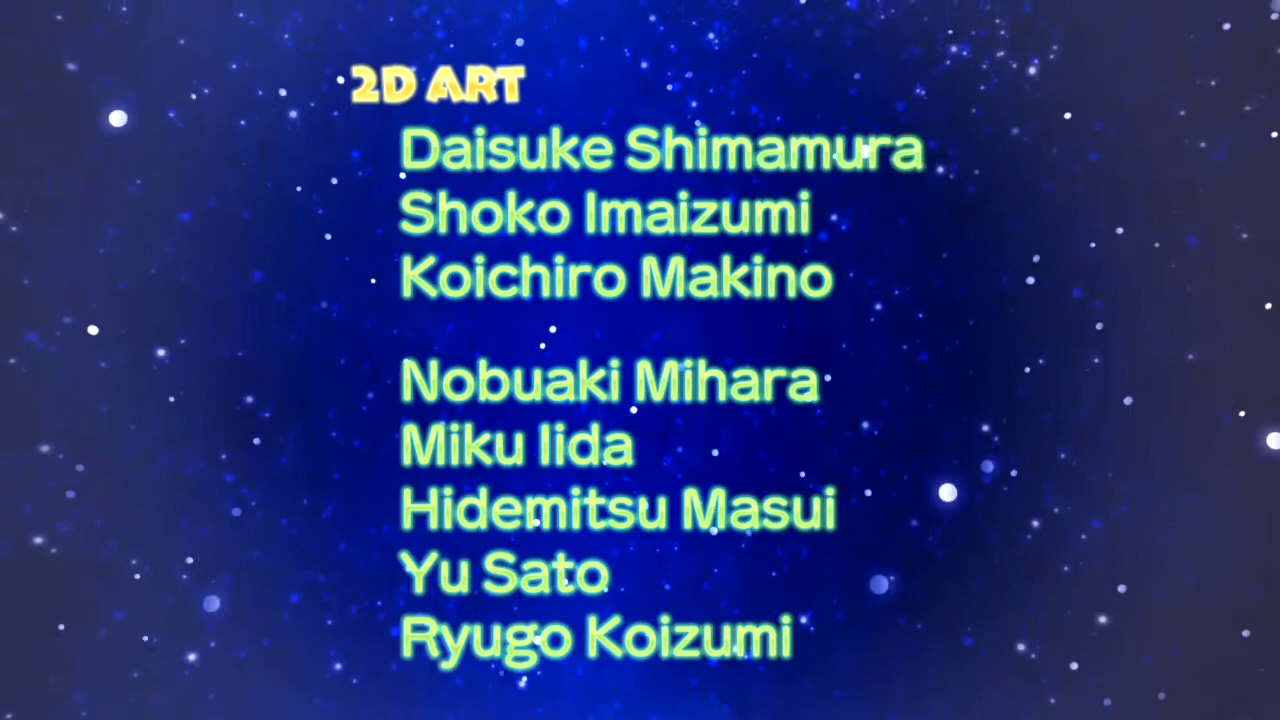 2D ART
Daisuke Shimamura
Shoko Imaizumi
Koichiro Makino
Nobuaki Mihara
Miku Iida
Hidemitsu Masui
Yu Sato
Ryugo Koizumi